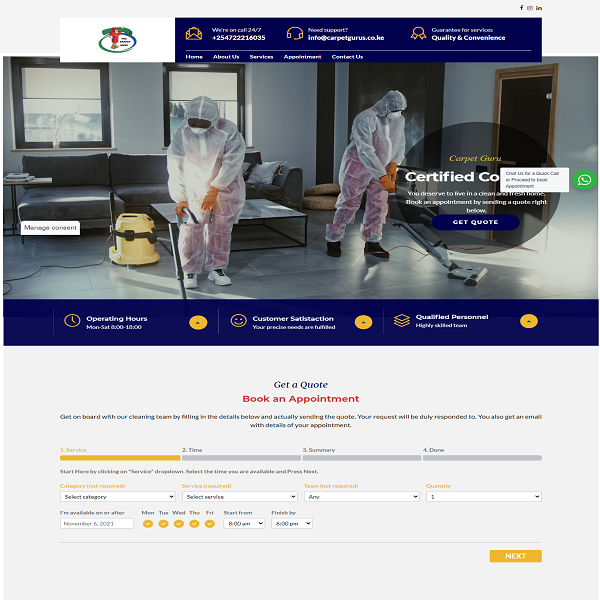 We're on call 24/7
+254722216035
Need support?
info@carpetgurus.co.ke
Guarantee for services
Quality & Convenience
Home About Us Services Appointment Contact Us
Carpet Guru
Certified Co
You deserve to live in a clean and fresh home.
Book an appointment by sending a quote right
below.
GET QUOTE
Chat Us for a Quick Call
or Proceed to book
Appointment
Manage consent
Operating Hours
Mon-Sat 8:00-18:00
Customer Satistaction
Your precise needs are fulfilled
Qualified Personnel
Highly skilled team
Get a Quote
Book an Appointment
Get on board with our cleaning team by filling in the details below and actually sending the quote. Your request will be duly responded to. You also get an email
with details of your appointment.
1. Service 2. Time 3. Summary 4. Done
Start Here by clicking on "Service" dropdown. Select the time you are available and Press Next.
Category (not required) Service (required) Team (not required) Quantity
Select category Select service Any 1
I'm available on or after Mon Tue Wed Thu Fri Start from Finish by
November 6, 2021 8:00 am 6:00 pm
NEXT